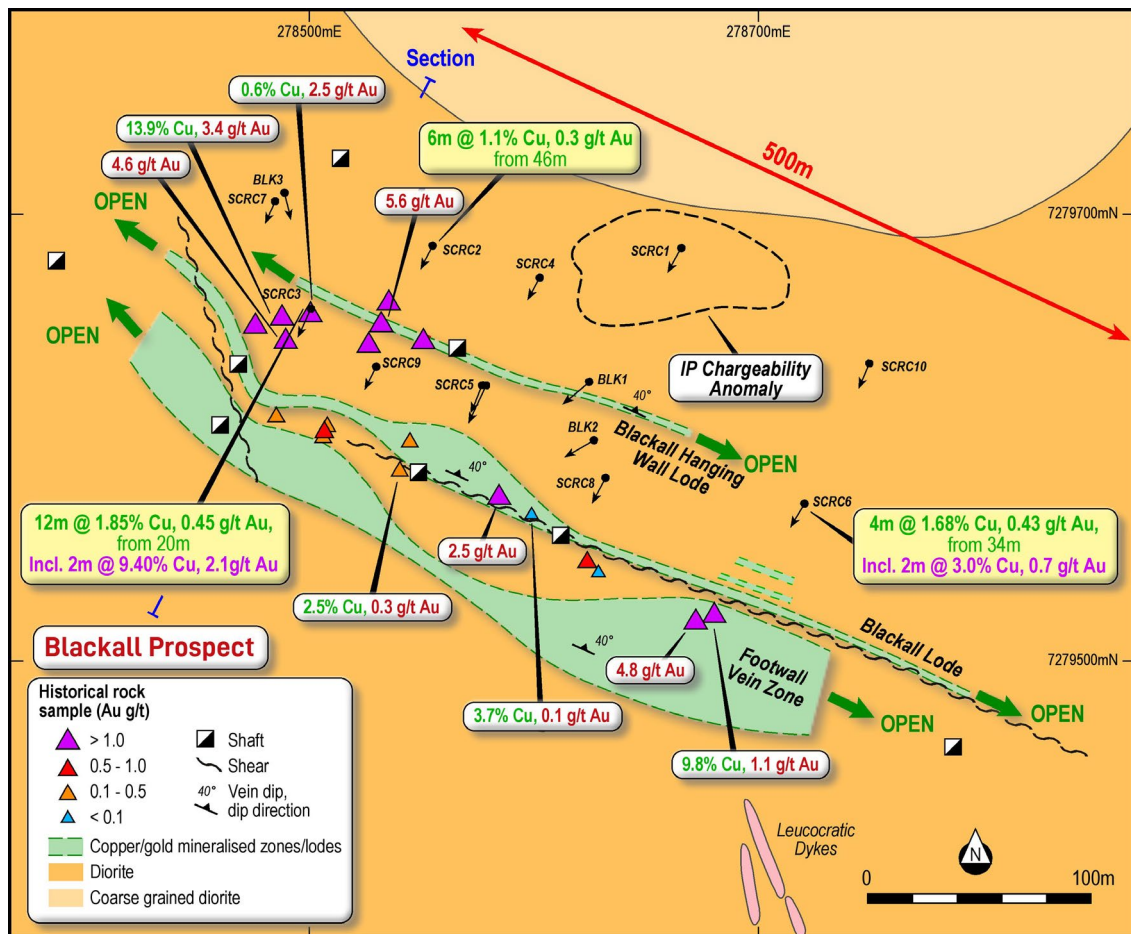 278500mE
278700mE
Section
0.6% Cu, 2.5 g/t Au
13.9% Cu, 3.4 g/t Au
6m @ 1.1% Cu, 0.3 g/t Au
from 46m
500m
4.6 g/t Au
BLK3
SCRC7
5.6 g/t Au
OPEN
7279700mN
SCRC2
SCRC1
SCRC4
SCRC3
OPEN
SCRC9
SCRC5
BLK1
40°
IP Chargeability
Anomaly
SCRC10
BLK2
Blackall Hanging
Wall Lode
OPEN
40°
SCRC8
SCRC6
12m @ 1.85% Cu, 0.45 g/t Au,
from 20m
Incl. 2m @ 9.40% Cu, 2.1g/t Au
4m @ 1.68% Cu, 0.43 g/t Au,
from 34m
Incl. 2m @ 3.0% Cu, 0.7 g/t Au
2.5 g/t Au
2.5% Cu, 0.3 g/t Au
Blackall Prospect
40°
4.8 g/t Au
Footwall
Vein Zone
Blackall Lode
7279500mN
3.7% Cu, 0.1 g/t Au
OPEN
OPEN
9.8% Cu, 1.1 g/t Au
Historical rock
sample (Au g/t)
> 1.0
0.5 - 1.0
0.1 - 0.5
< 0.1
Shaft
Shear
40° Vein dip,
dip direction
Copper/gold mineralised zones/lodes
Diorite
Coarse grained diorite
Leucocratic
Dykes
N
0
100m